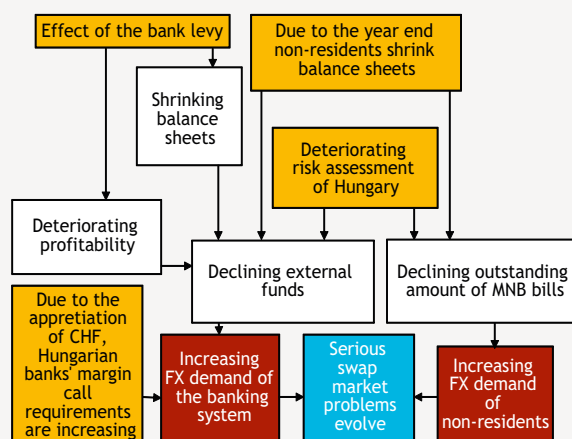 Effect of the bank levy
Due to the year end
non-residents shrink
balance sheets
Shrinking
balance
sheets
Deteriorating
risk assessment
of Hungary
Deteriorating
profitability
Declining external
funds
Declining outstanding
amount of MNB bills
Due to the
appretiation
of CHF,
Hungarian
banks' margin
call
requirements
are increasing
Increasing
FX demand of
the banking
system
Serious
swap
market
problems
evolve
Increasing
FX demand
of
non-residents